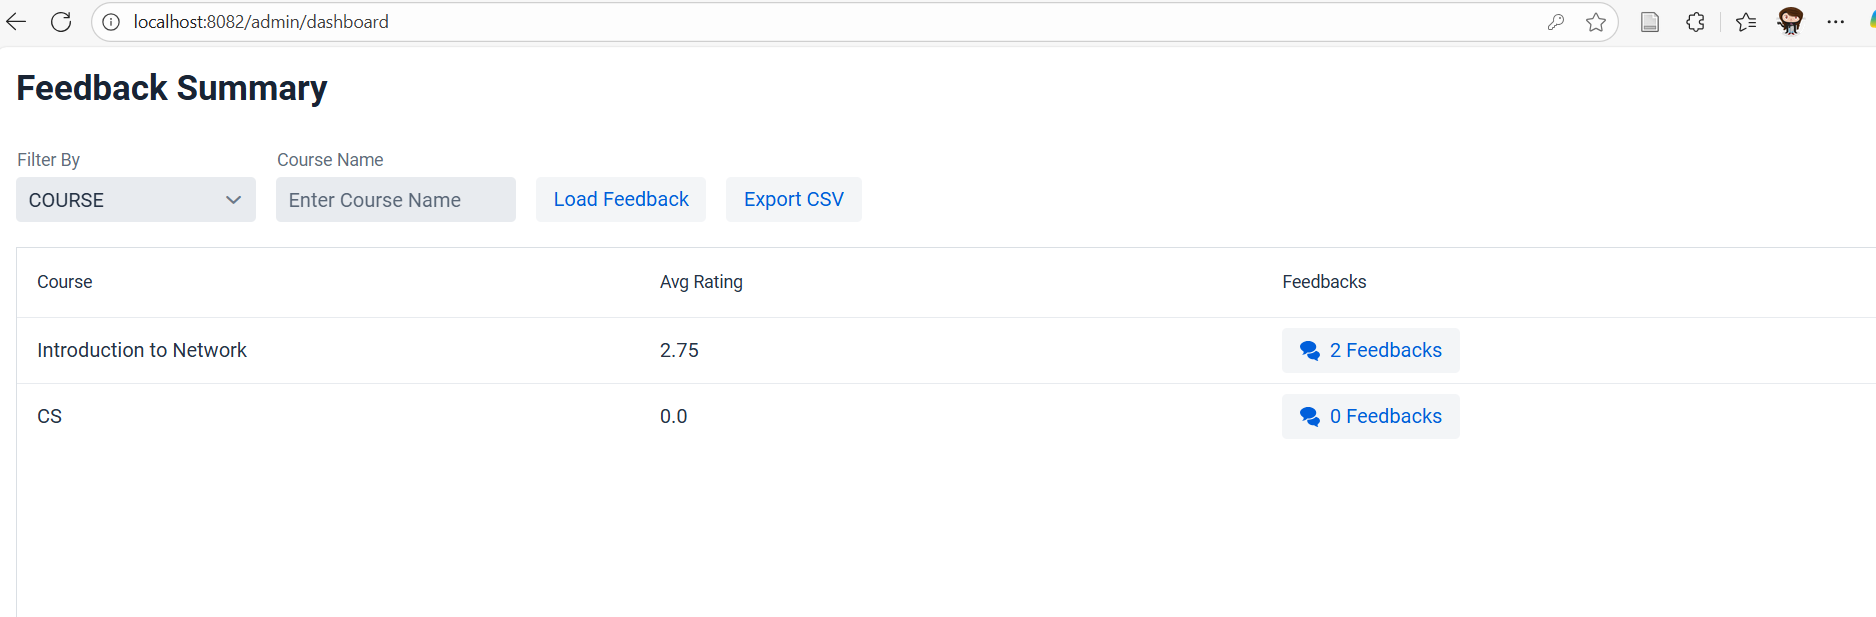 localhost:8082/admin/dashboard
Feedback Summary
Filter By
Course Name
COURSE
Enter Course Name
Load Feedback
Export CSV
Course
Avg Rating
Feedbacks
Introduction to Network
2.75
2 Feedbacks
CS
0.0
0 Feedbacks